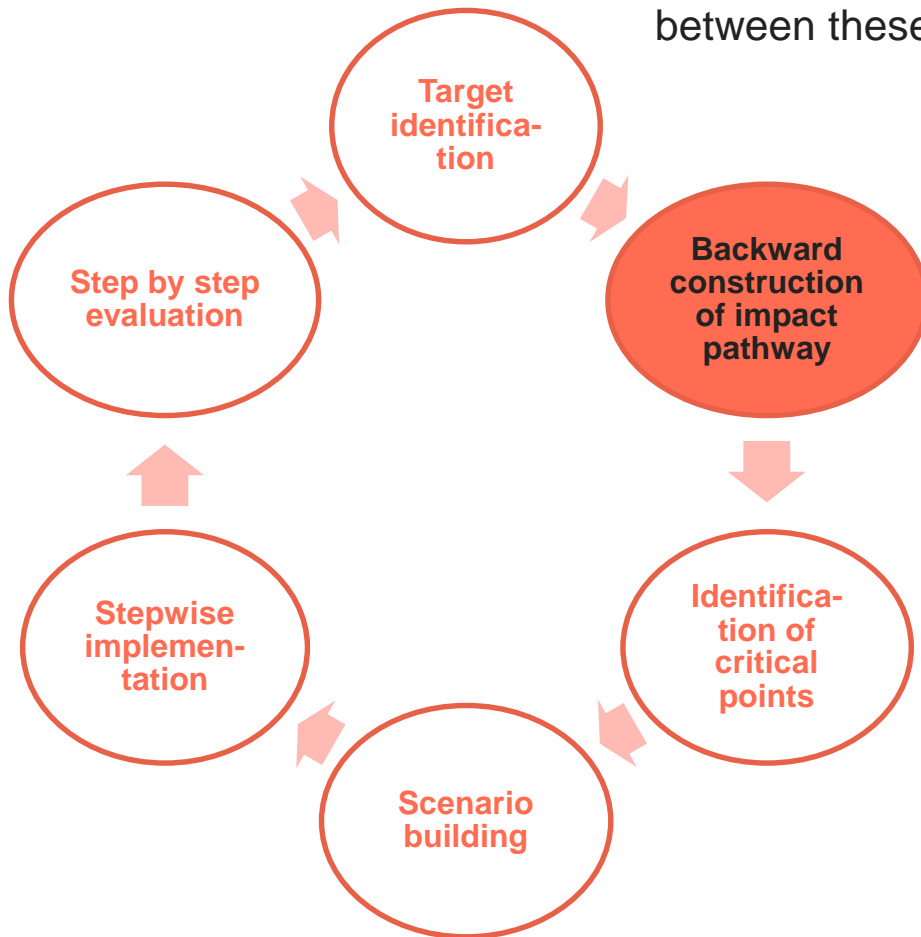 between these
Target
identifica-
tion
Backward
construction
of impact
pathway
Identifica-
tion of
critical
points
Scenario
building
Stepwise
implemen-
tation
Step by step
evaluation